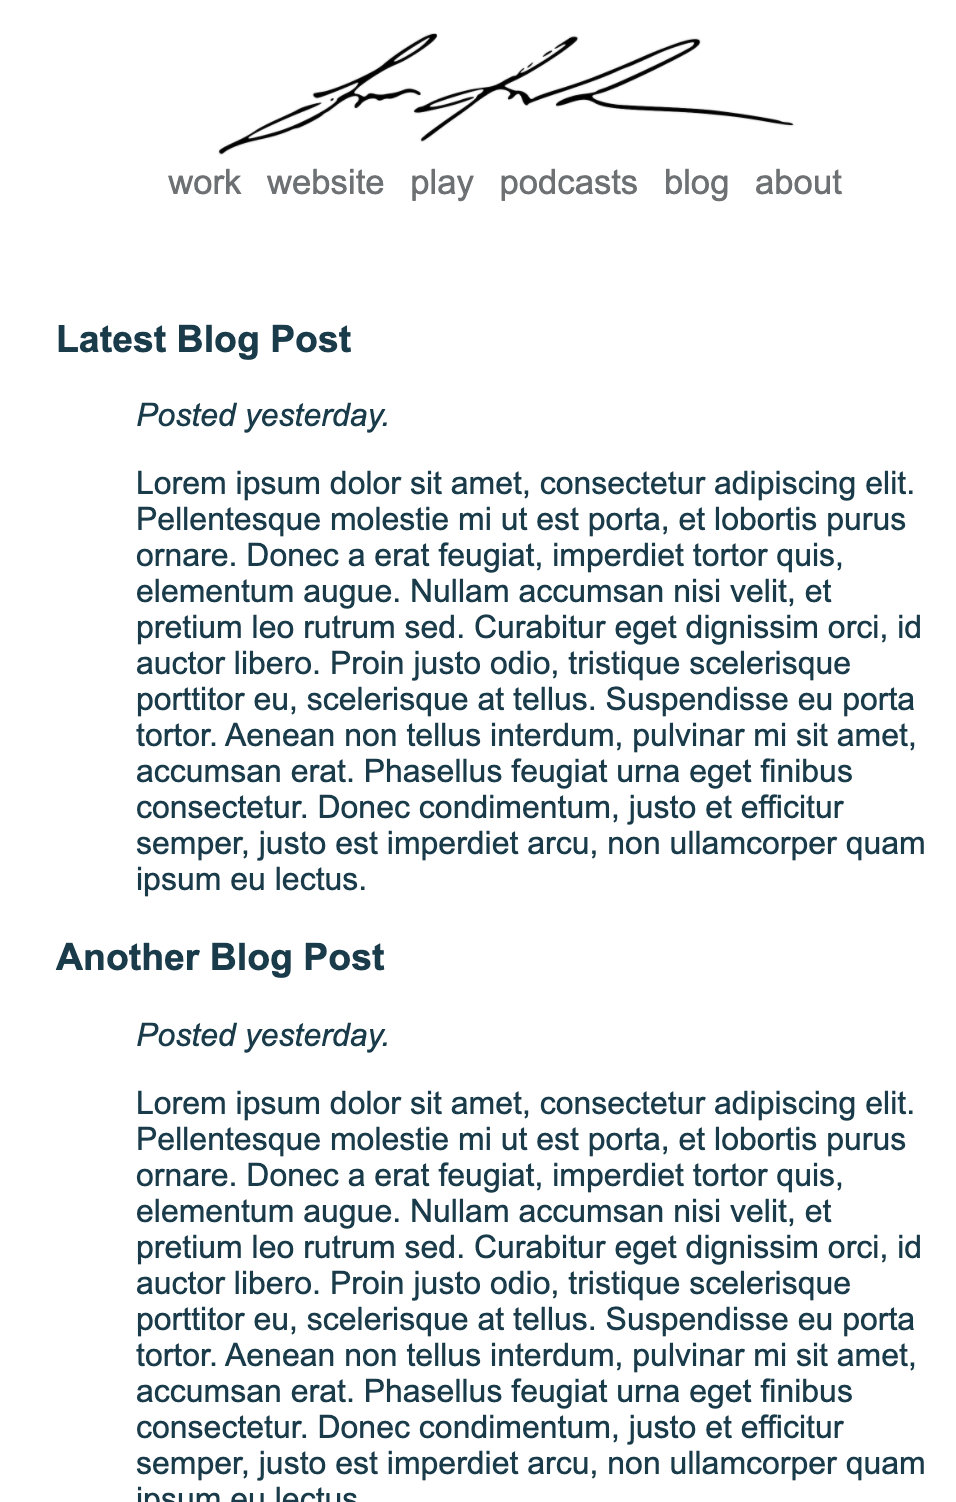 work website play podcasts blog about
Latest Blog Post
Posted yesterday.
Lorem ipsum dolor sit amet, consectetur adipiscing elit.
Pellentesque molestie mi ut est porta, et lobortis purus
ornare. Donec a erat feugiat, imperdiet tortor quis,
elementum augue. Nullam accumsan nisi velit, et
pretium leo rutrum sed. Curabitur eget dignissim orci, id
auctor libero. Proin justo odio, tristique scelerisque
porttitor eu, scelerisque at tellus. Suspendisse eu porta
tortor. Aenean non tellus interdum, pulvinar mi sit amet,
accumsan erat. Phasellus feugiat urna eget finibus
consectetur. Donec condimentum, justo et efficitur
semper, justo est imperdiet arcu, non ullamcorper quam
ipsum eu lectus.
Another Blog Post
Posted yesterday.
Lorem ipsum dolor sit amet, consectetur adipiscing elit.
Pellentesque molestie mi ut est porta, et lobortis purus
ornare. Donec a erat feugiat, imperdiet tortor quis,
elementum augue. Nullam accumsan nisi velit, et
pretium leo rutrum sed. Curabitur eget dignissim orci, id
auctor libero. Proin justo odio, tristique scelerisque
porttitor eu, scelerisque at tellus. Suspendisse eu porta
tortor. Aenean non tellus interdum, pulvinar mi sit amet,
accumsan erat. Phasellus feugiat urna eget finibus
consectetur. Donec condimentum, justo et efficitur
semper, justo est imperdiet arcu, non ullamcorper quam
ipsum eu lectus.